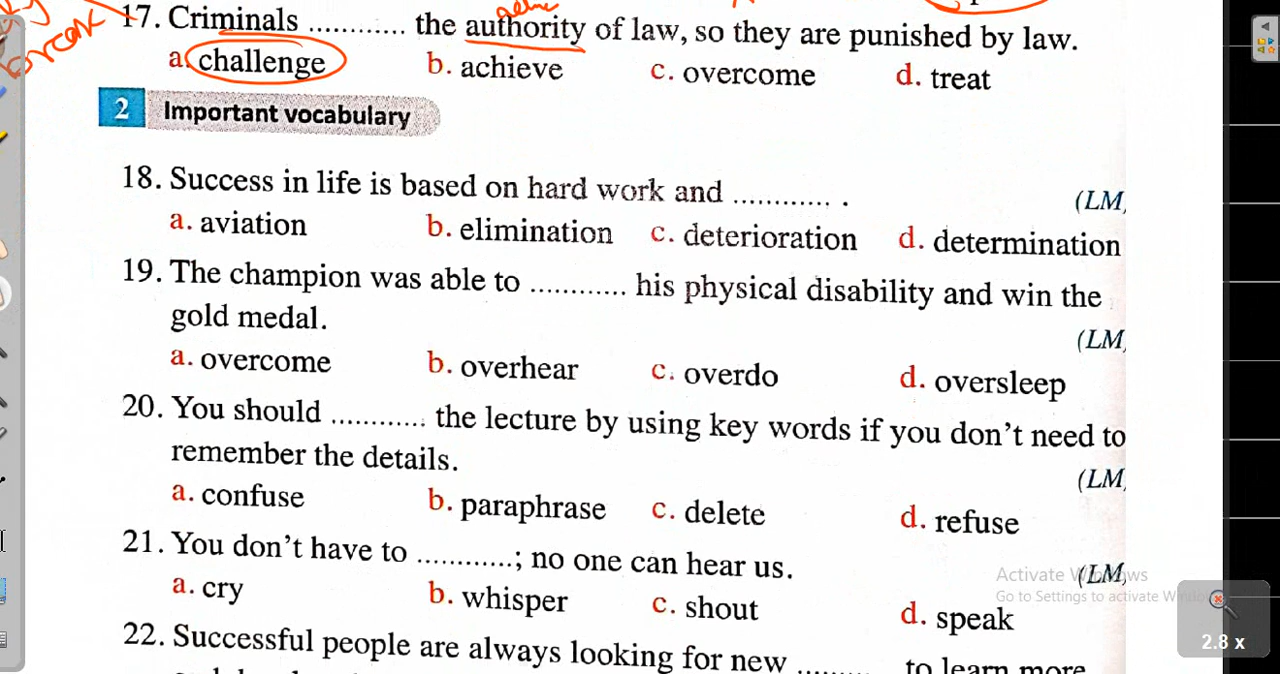 17. Criminals ............ the authority of law, so they are punished by law.
a. challenge b. achieve c. overcome d. treat
2 Important vocabulary
18. Success in life is based on hard work and ............ . (LM,
a. aviation b. elimination c. deterioration d. determination
19. The champion was able to ............ his physical disability and win the
gold medal. (LM,
a. overcome b. overhear c. overdo d. oversleep
20. You should ............ the lecture by using key words if you don't need to
remember the details. (LM,
a. confuse b. paraphrase c. delete d. refuse
21. You don't have to ............; no one can hear us. (LM,
a. cry b. whisper c. shout d. speak
Activate Windows
Go to Settings to activate
22. Successful people are always looking for new ......... to learn more
break
2.8 x